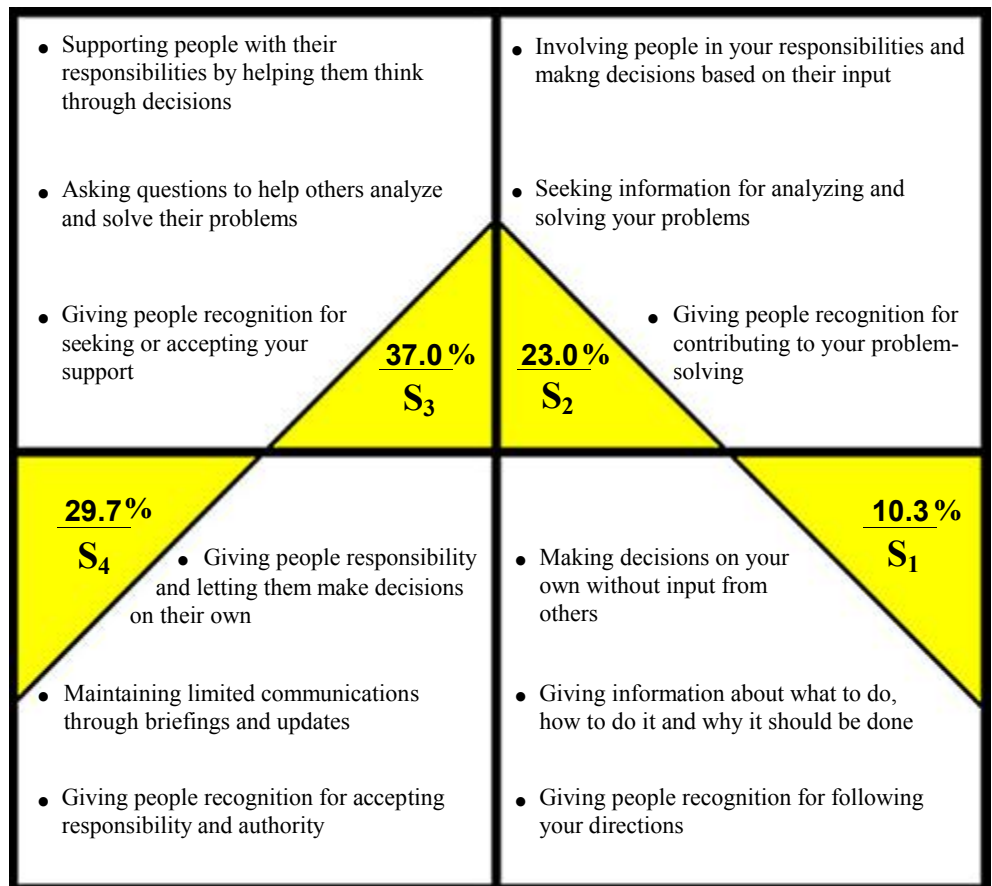 • Supporting people with their
responsibilities by helping them think
through decisions
• Asking questions to help others analyze
and solve their problems
• Giving people recognition for
seeking or accepting your
support
37.0 %
S₃
• Involving people in your responsibilities and
makng decisions based on their input
• Seeking information for analyzing and
solving your problems
• Giving people recognition for
contributing to your problem-
solving
23.0 %
S₂
29.7 %
S₄
• Giving people responsibility
and letting them make decisions
on their own
• Maintaining limited communications
through briefings and updates
• Giving people recognition for accepting
responsibility and authority
10.3 %
S₁
• Making decisions on your
own without input from
others
• Giving information about what to do,
how to do it and why it should be done
• Giving people recognition for following
your directions